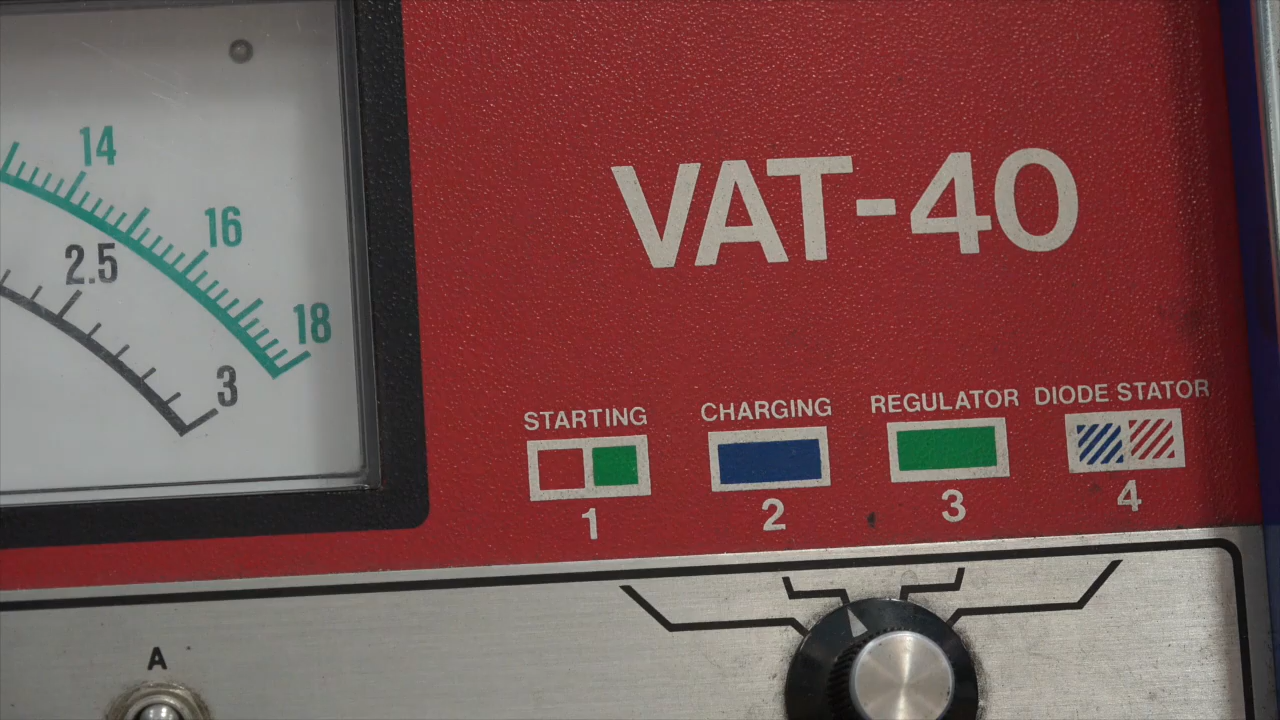 14
16
2.5
18
3
VAT-40
STARTING CHARGING REGULATOR DIODE STATOR
1 2 3 4
A